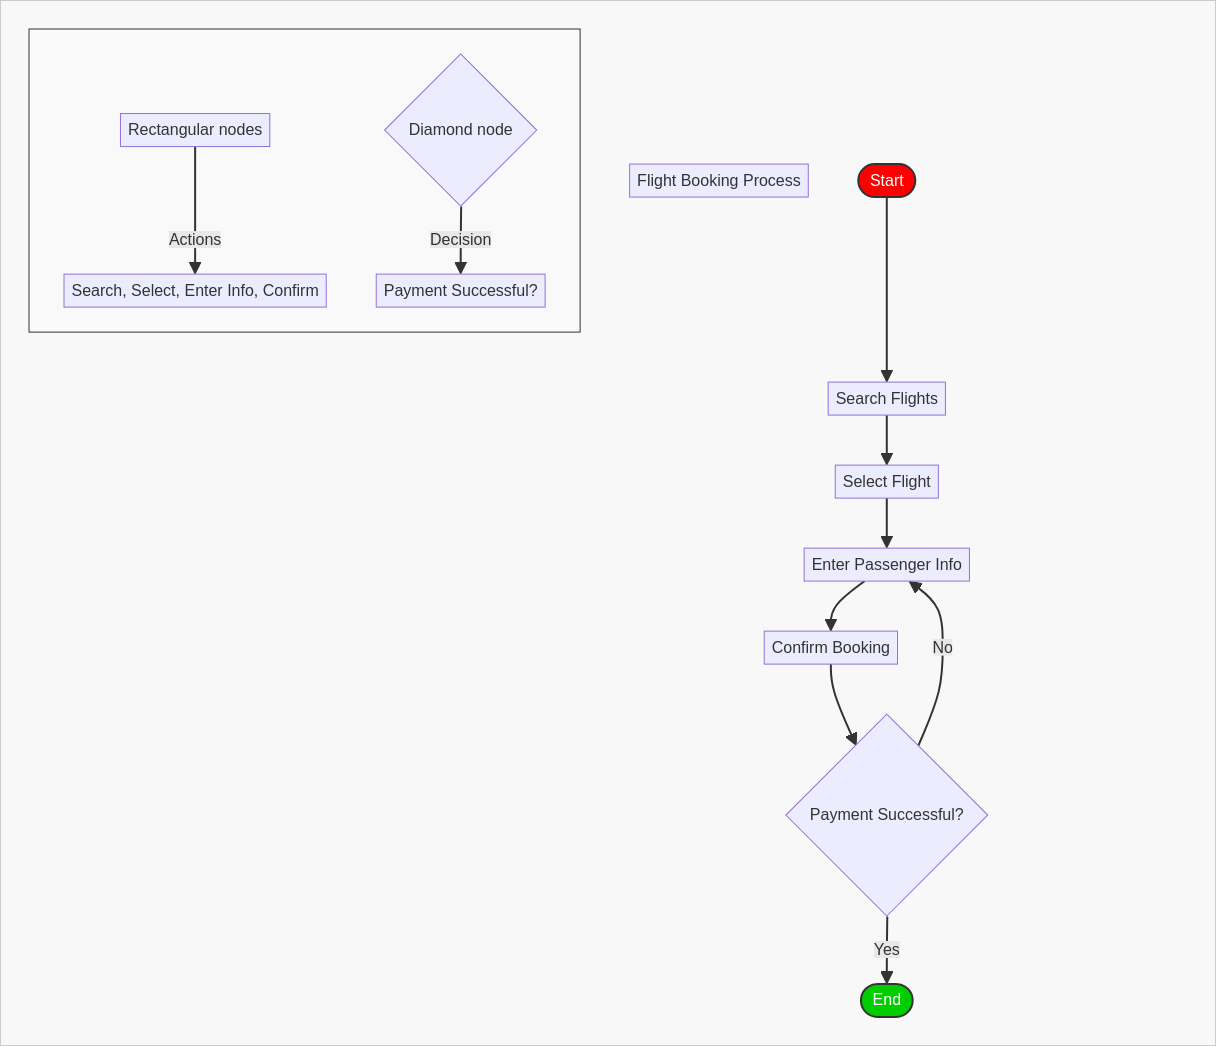 Rectangular nodes
Diamond node
Actions
Decision
Search, Select, Enter Info, Confirm
Payment Successful?
Flight Booking Process
Start
Search Flights
Select Flight
Enter Passenger Info
Confirm Booking
No
Payment Successful?
Yes
End